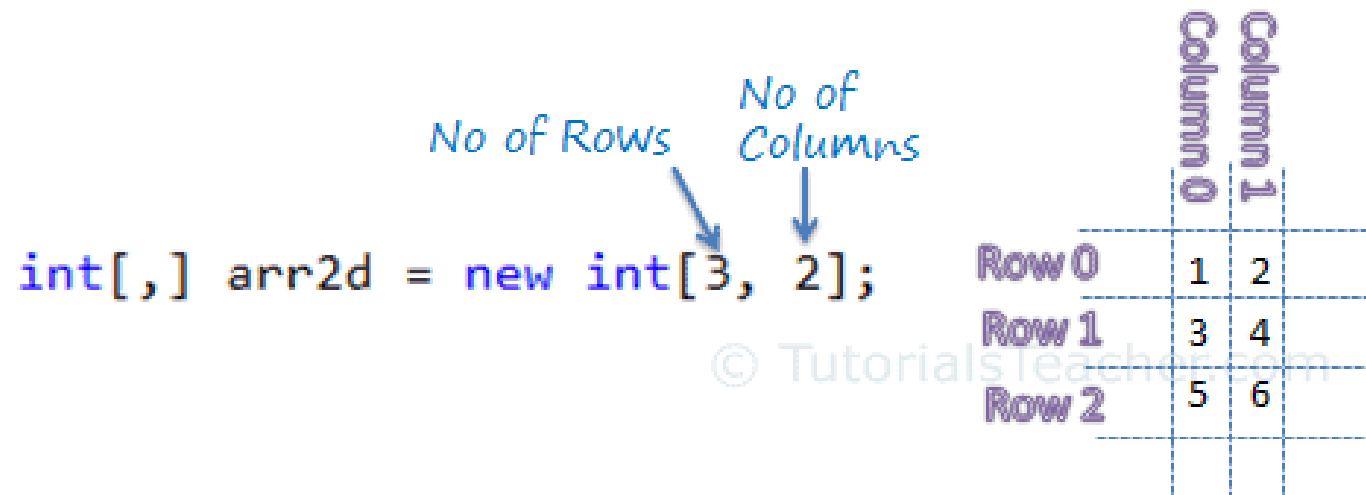 No of Rows
No of
Columns
int[,] arr2d = new int[3, 2];
Column 0
Column 1
Row 0
1 2
Row 1
3 4
Row 2
5 6
© TutorialsTeacher.com